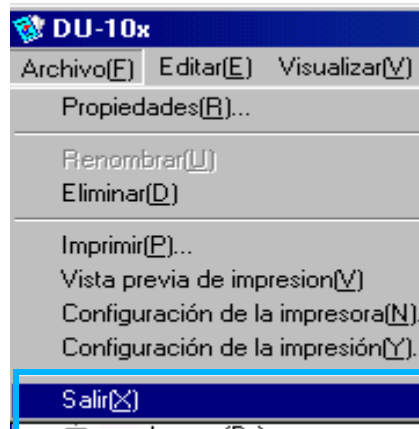 DU-10x
Archivo(F) Editar(E) Visualizar(V)
Propiedades(R)...
Renombrar(U)
Eliminar(D)
Imprimir(P)...
Vista previa de impresion(V)
Configuración de la impresora(N).
Configuración de la impresión(Y).
Salir(X)